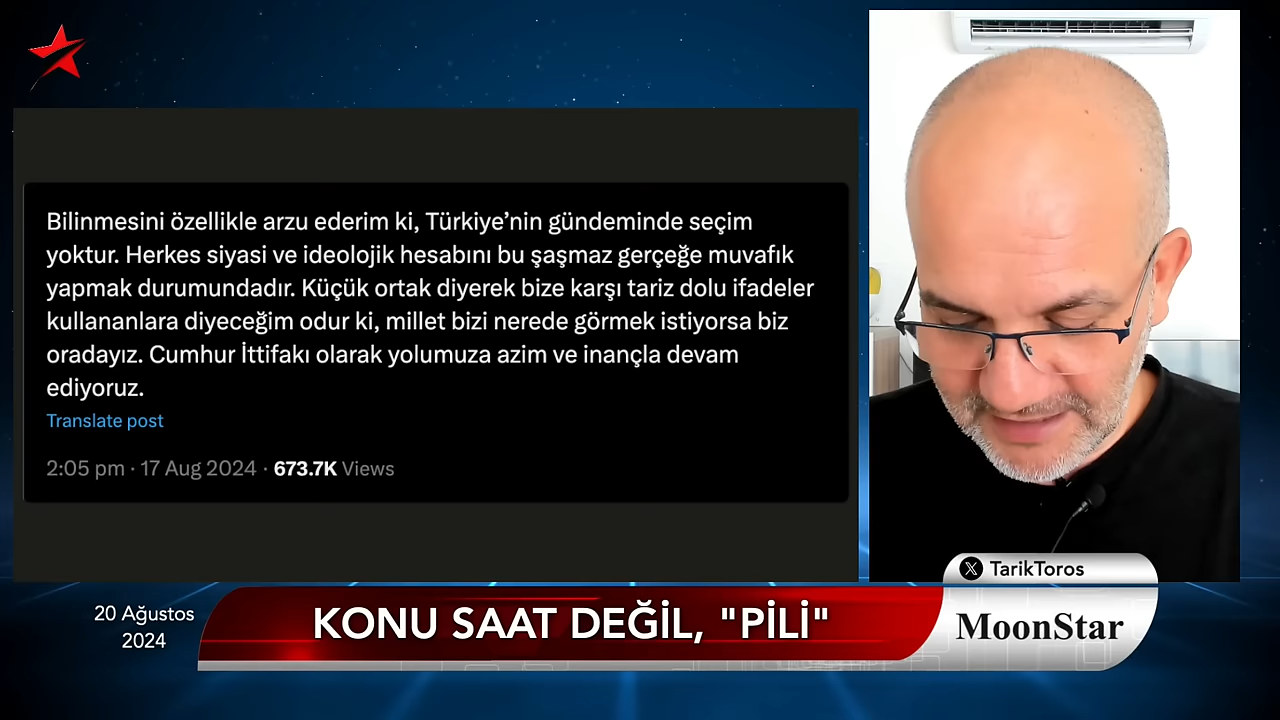 Bilinmesini özellikle arzu ederim ki, Türkiye’nin gündeminde seçim
yoktur. Herkes siyasi ve ideolojik hesabını bu şaşmaz gerçeğe muvafık
yapmak durumundadır. Küçük ortak diyerek bize karşı tariz dolu ifadeler
kullananlara diyeceğim odur ki, millet bizi nerede görmek istiyorsa biz
oradayız. Cumhur İttifakı olarak yolumuza azim ve inançla devam
ediyoruz.
Translate post
2:05 pm · 17 Aug 2024 · 673.7K Views
X TarikToros
20 Ağustos
2024
KONU SAAT DEĞİL, "PİLİ"
MoonStar